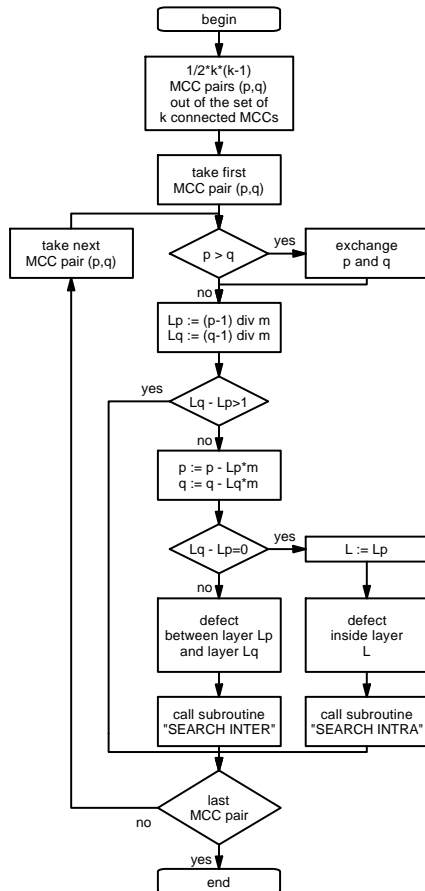 begin
1/2*k*(k-1)
MCC pairs (p,q)
out of the set of
k connected MCCs
take first
MCC pair (p,q)
take next
MCC pair (p,q)
p > q
yes
exchange
p and q
no
Lp := (p-1) div m
Lq := (q-1) div m
yes
Lq - Lp>1
no
p := p - Lp*m
q := q - Lq*m
Lq - Lp=0
yes
L := Lp
no
defect
between layer Lp
and layer Lq
defect
inside layer
L
call subroutine
"SEARCH INTER"
call subroutine
"SEARCH INTRA"
last
MCC pair
no
yes
end